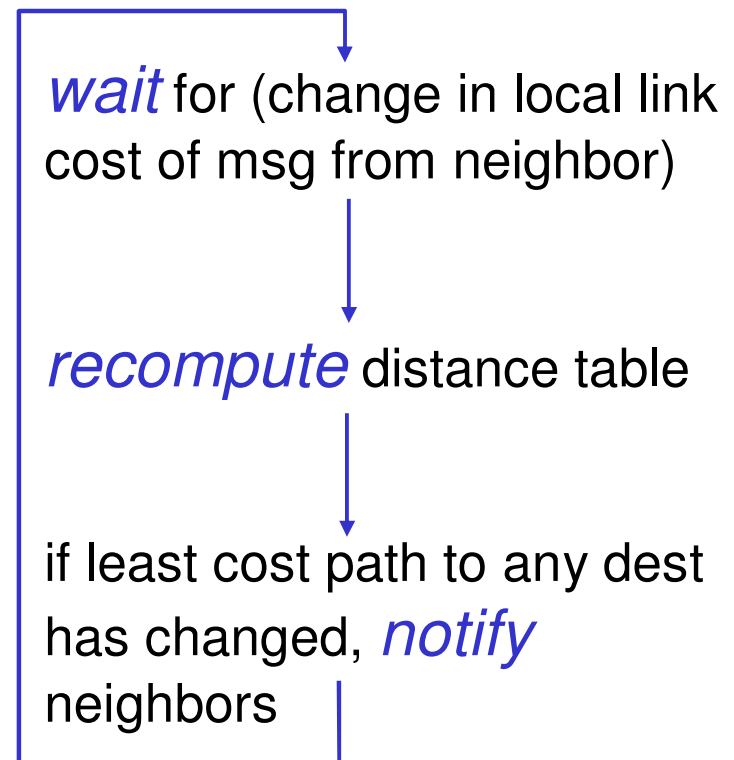 wait for (change in local link
cost of msg from neighbor)
recompute distance table
if least cost path to any dest
has changed, notify
neighbors